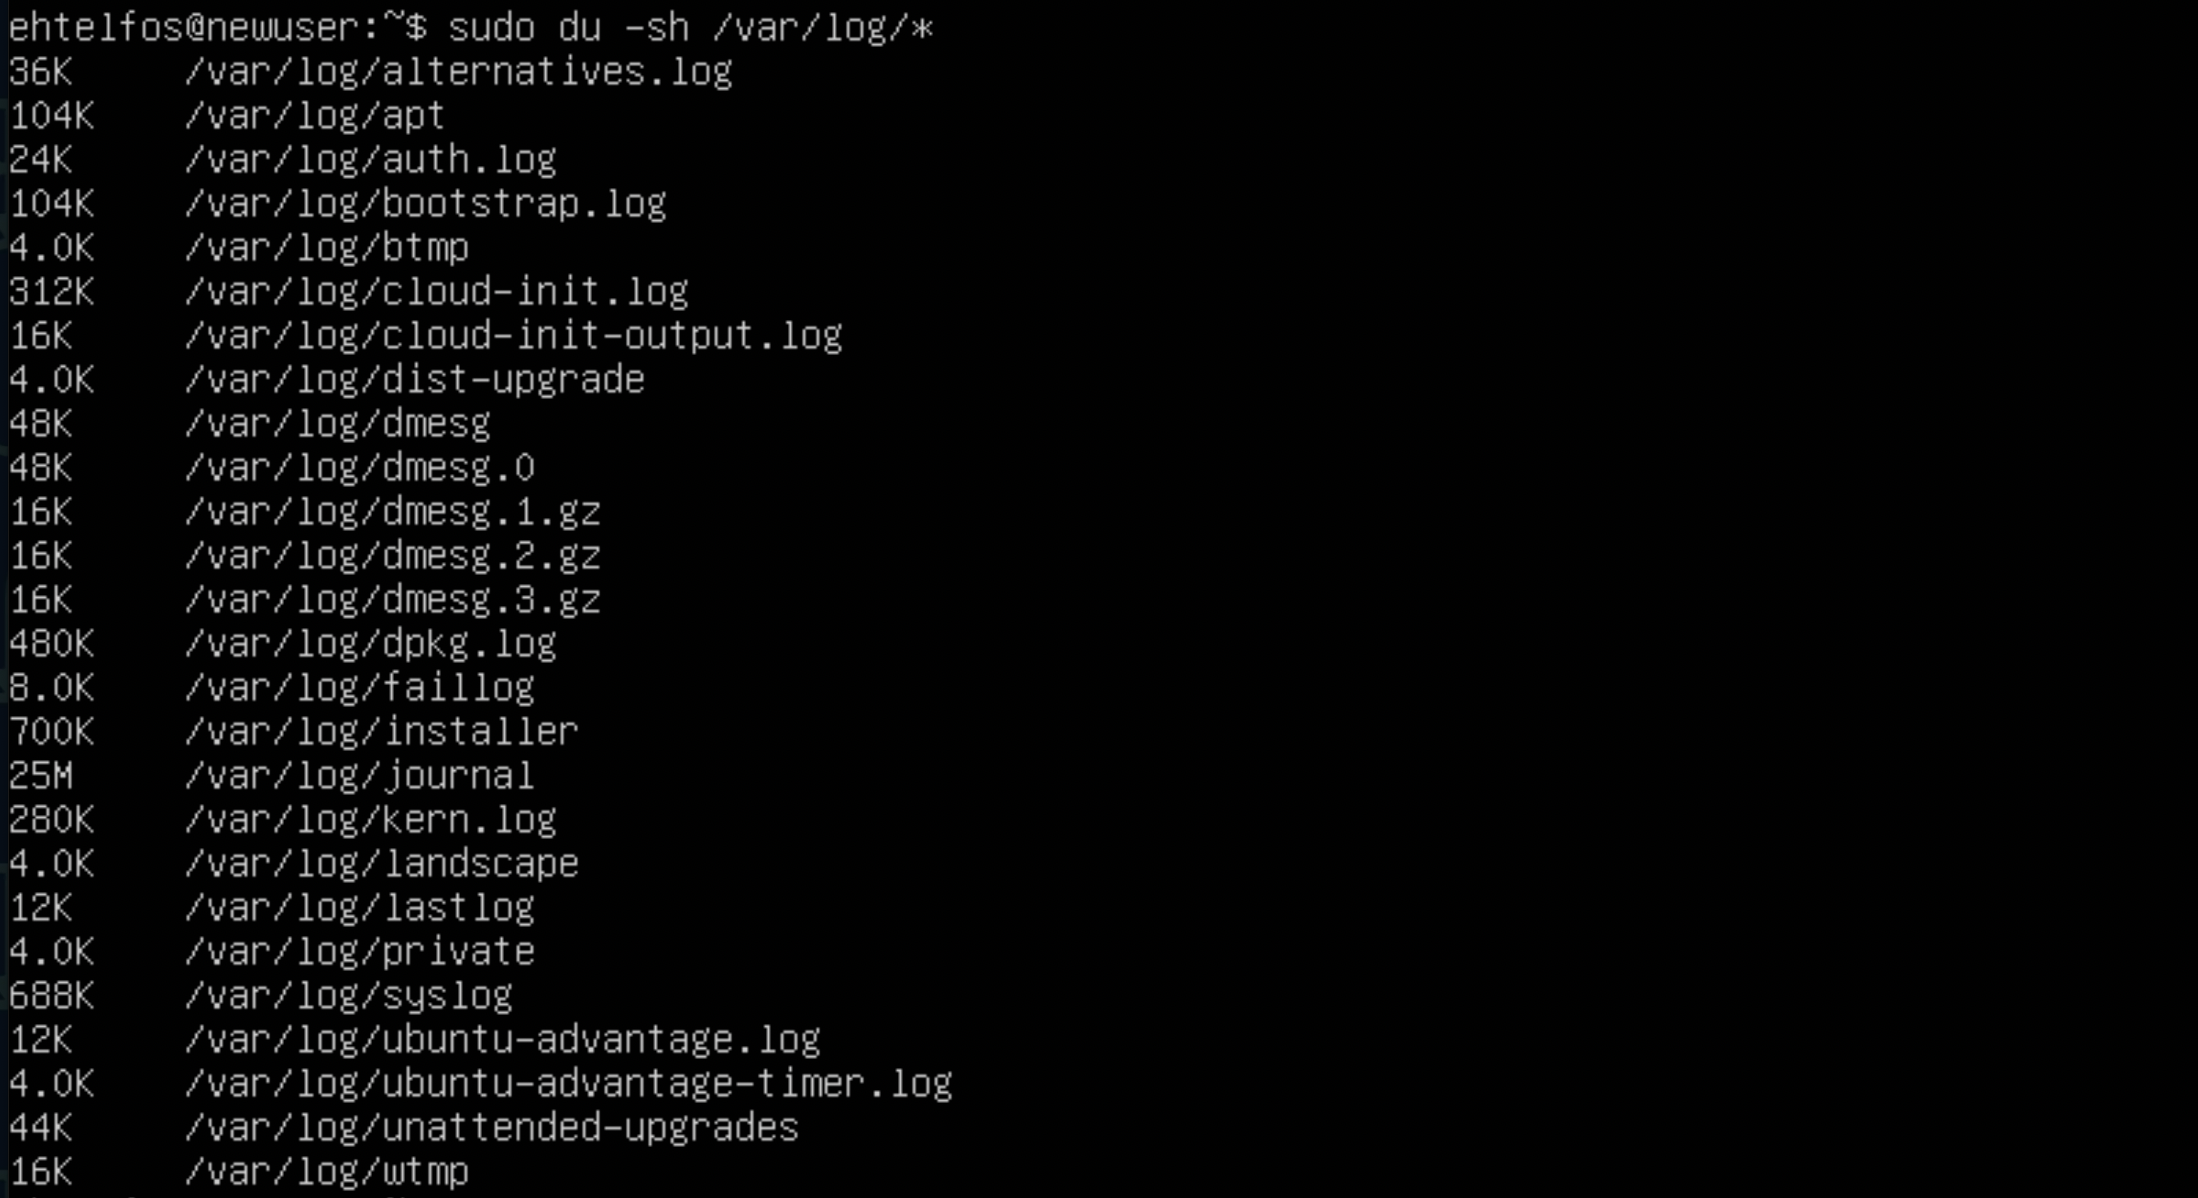 ehtelfos@newuser:~$ sudo du -sh /var/log/*
36K /var/log/alternatives.log
104K /var/log/apt
24K /var/log/auth.log
104K /var/log/bootstrap.log
4.0K /var/log/btmp
312K /var/log/cloud-init.log
16K /var/log/cloud-init-output.log
4.0K /var/log/dist-upgrade
48K /var/log/dmesg
48K /var/log/dmesg.0
16K /var/log/dmesg.1.gz
16K /var/log/dmesg.2.gz
16K /var/log/dmesg.3.gz
480K /var/log/dpkg.log
8.0K /var/log/faillog
700K /var/log/installer
25M /var/log/journal
280K /var/log/kern.log
4.0K /var/log/landscape
12K /var/log/lastlog
4.0K /var/log/private
688K /var/log/syslog
12K /var/log/ubuntu-advantage.log
4.0K /var/log/ubuntu-advantage-timer.log
44K /var/log/unattended-upgrades
16K /var/log/wtmp